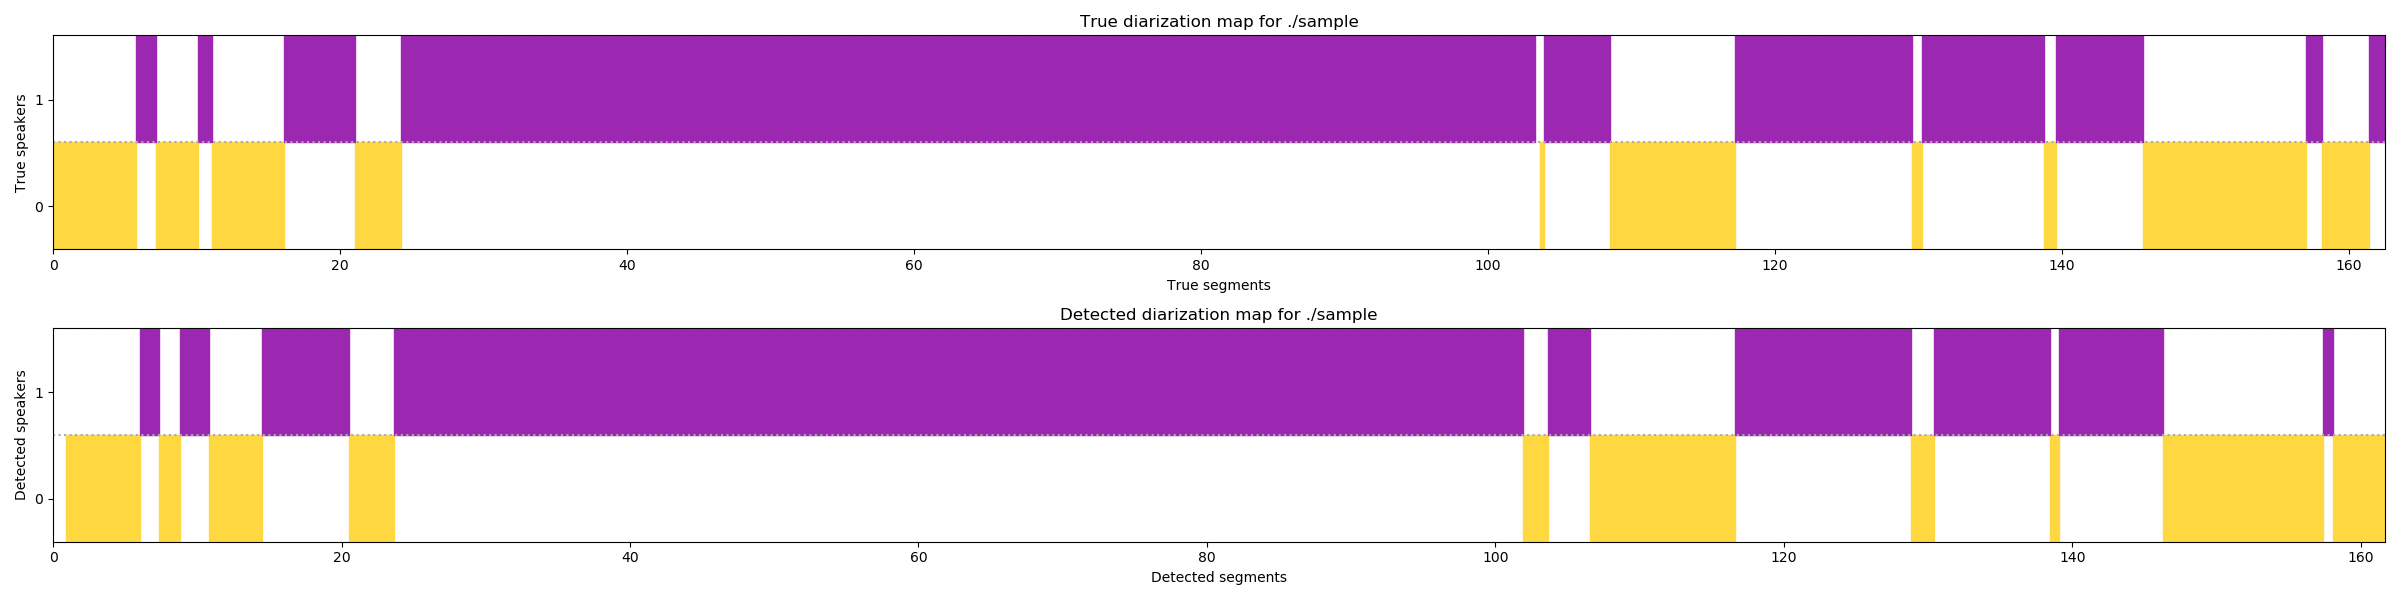 True diarization map for ./sample
True speakers
1
0
0 20 40 60 80 100 120 140 160
True segments
Detected diarization map for ./sample
Detected speakers
1
0
0 20 40 60 80 100 120 140 160
Detected segments